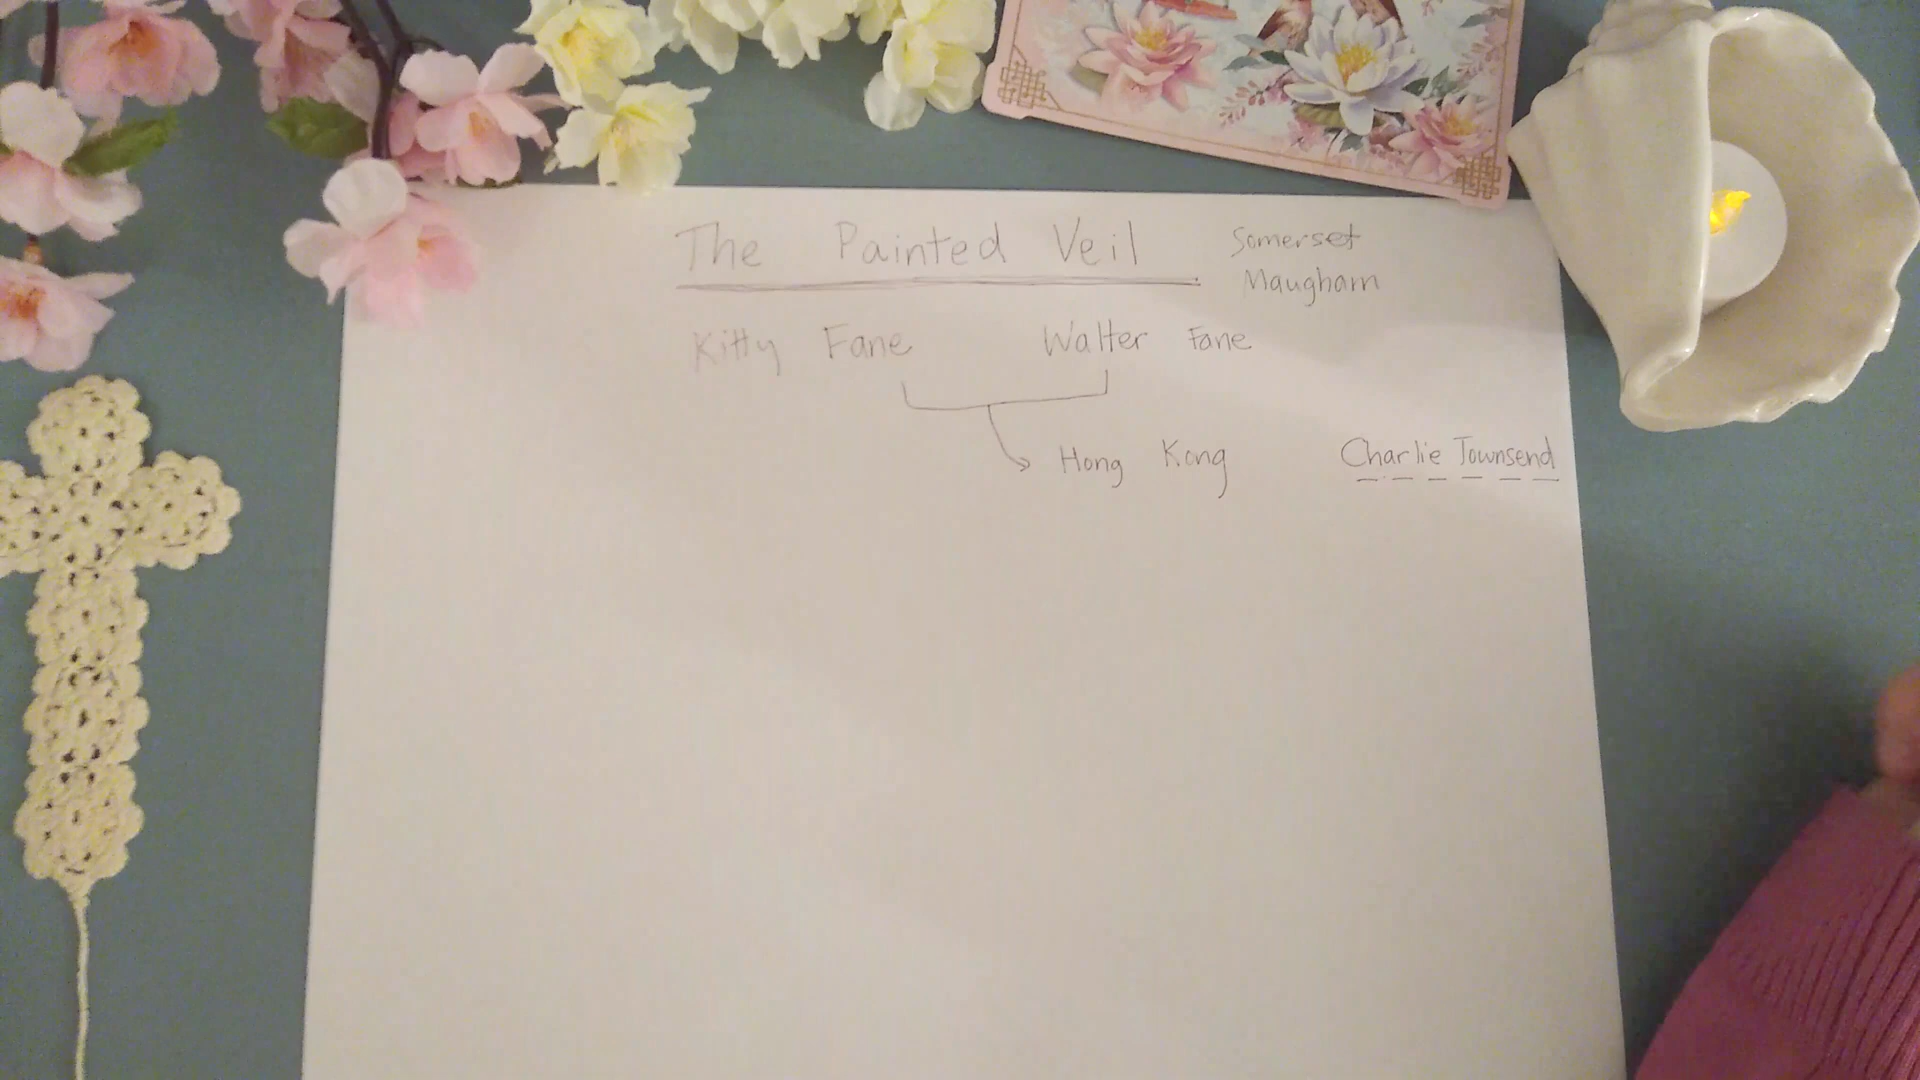 The Painted Veil
Somerset
Maugham
Kitty Fane
Walter Fane
Hong Kong
Charlie Townsend